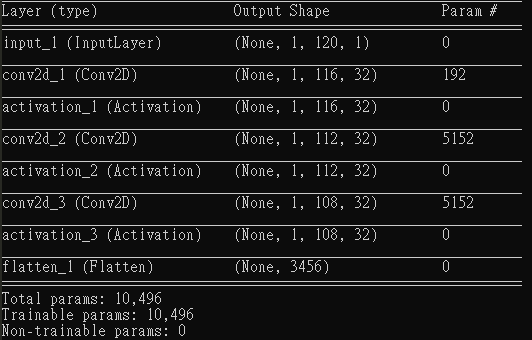 Layer (type) Output Shape Param #
input_1 (InputLayer) (None, 1, 120, 1) 0
conv2d_1 (Conv2D) (None, 1, 116, 32) 192
activation_1 (Activation) (None, 1, 116, 32) 0
conv2d_2 (Conv2D) (None, 1, 112, 32) 5152
activation_2 (Activation) (None, 1, 112, 32) 0
conv2d_3 (Conv2D) (None, 1, 108, 32) 5152
activation_3 (Activation) (None, 1, 108, 32) 0
flatten_1 (Flatten) (None, 3456) 0
Total params: 10,496
Trainable params: 10,496
Non-trainable params: 0